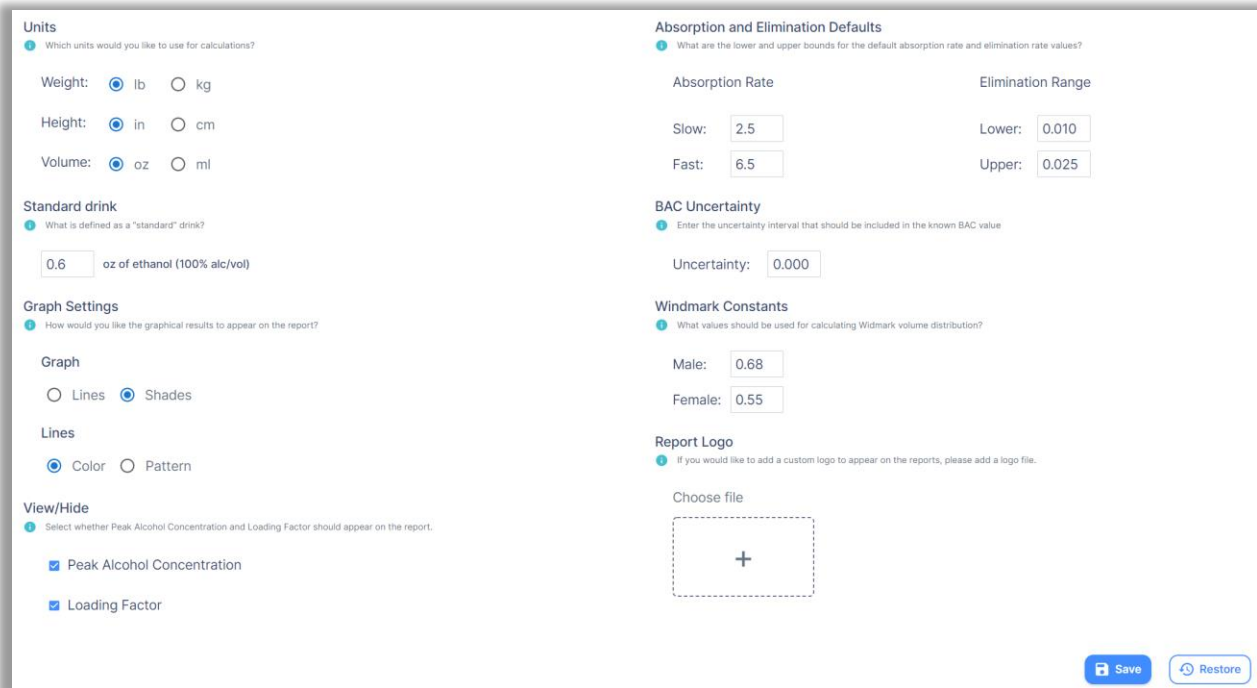 Units
Which units would you like to use for calculations?
Weight: lb kg
Height: in cm
Volume: oz ml
Standard drink
What is defined as a "standard" drink?
0.6 oz of ethanol (100% alc/vol)
Graph Settings
How would you like the graphical results to appear on the report?
Graph
Lines Shades
Lines
Color Pattern
View/Hide
Select whether Peak Alcohol Concentration and Loading Factor should appear on the report.
Peak Alcohol Concentration
Loading Factor
Absorption and Elimination Defaults
What are the lower and upper bounds for the default absorption rate and elimination rate values?
Absorption Rate Elimination Range
Slow: 2.5 Lower: 0.010
Fast: 6.5 Upper: 0.025
BAC Uncertainty
Enter the uncertainty interval that should be included in the known BAC value
Uncertainty: 0.000
Windmark Constants
What values should be used for calculating Widmark volume distribution?
Male: 0.68
Female: 0.55
Report Logo
If you would like to add a custom logo to appear on the reports, please add a logo file.
Choose file
+
Save Restore